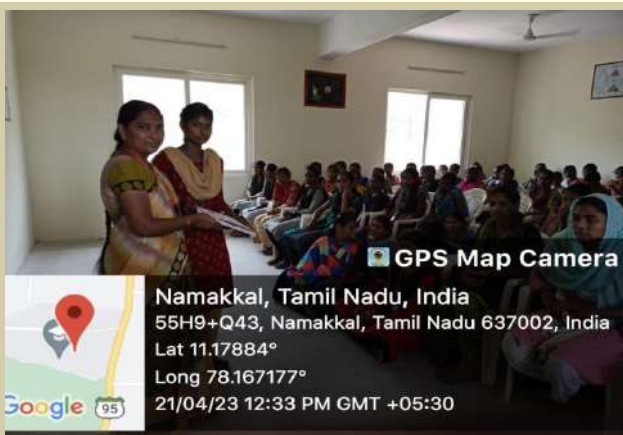 GPS Map Camera
Namakkal, Tamil Nadu, India
55H9+Q43, Namakkal, Tamil Nadu 637002, India
Lat 11.17884°
Long 78.167177°
21/04/23 12:33 PM GMT +05:30
Google
95